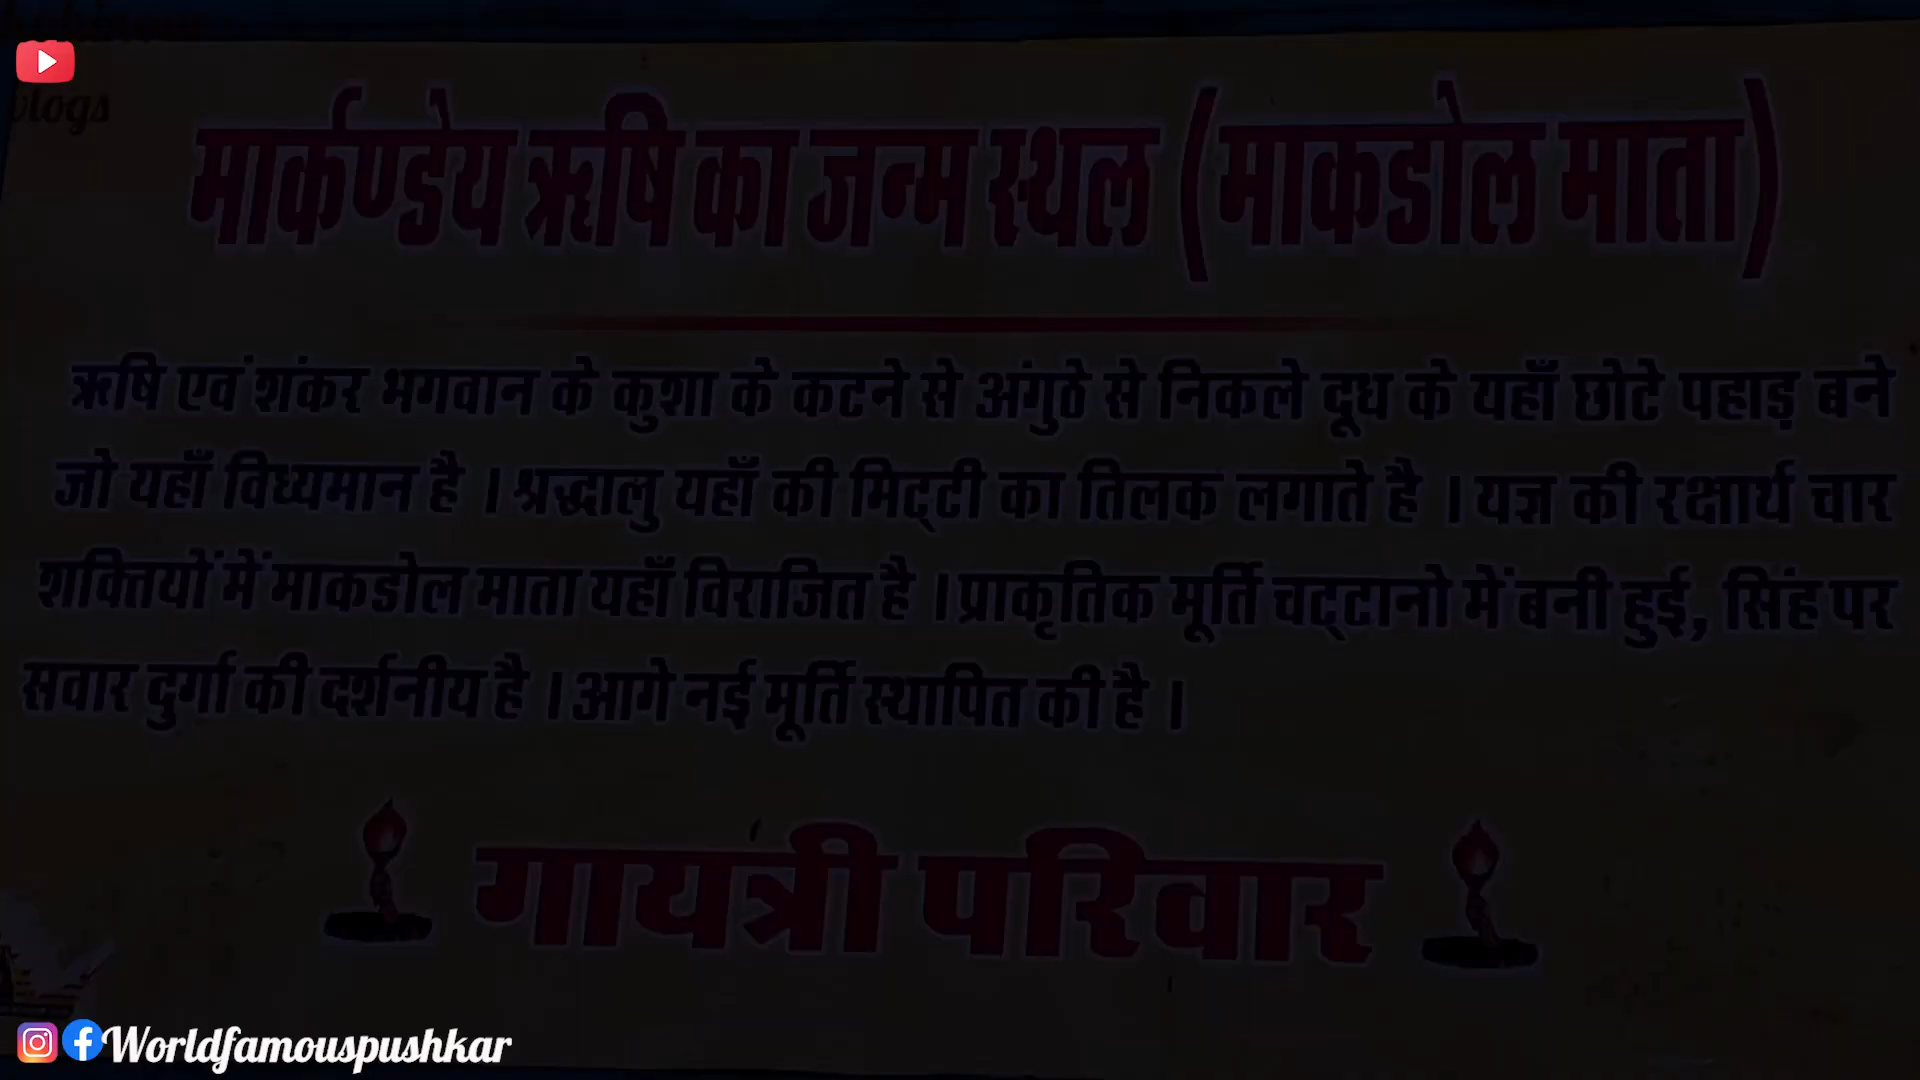 vlogs
मार्कण्डेय ऋषि का जन्म स्थल (माकडोल माता)
ऋषि एवं शंकर भगवान के कुशा के कटने से अंगुठे से निकले दूध के यहाँ छोटे पहाड़ बने
जो यहाँ विध्यमान है । श्रद्धालु यहाँ की मिट्टी का तिलक लगाते है । यज्ञ की रक्षार्थ चार
शक्तियों में माकडोल माता यहाँ विराजित है । प्राकृतिक मूर्ति चट्टानो में बनी हुई, सिंह पर
सवार दुर्गा की दर्शनीय है । आगे नई मूर्ति स्थापित की है ।
गायत्री परिवार
Worldfamouspushkar